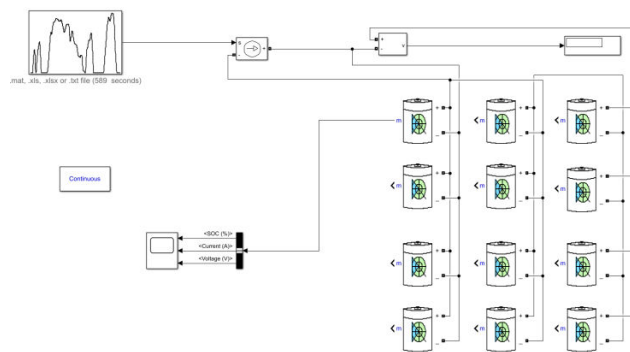 s
+
-
+
-
v
.mat, .xls, .xlsx or .txt file (589 seconds)
Continuous
<SOC (%)>
<Current (A)>
<Voltage (V)>
m + _ m + _ m + _
m + _ m + _ m + _
m + _ m + _ m + _
m + _ m + _ m + _